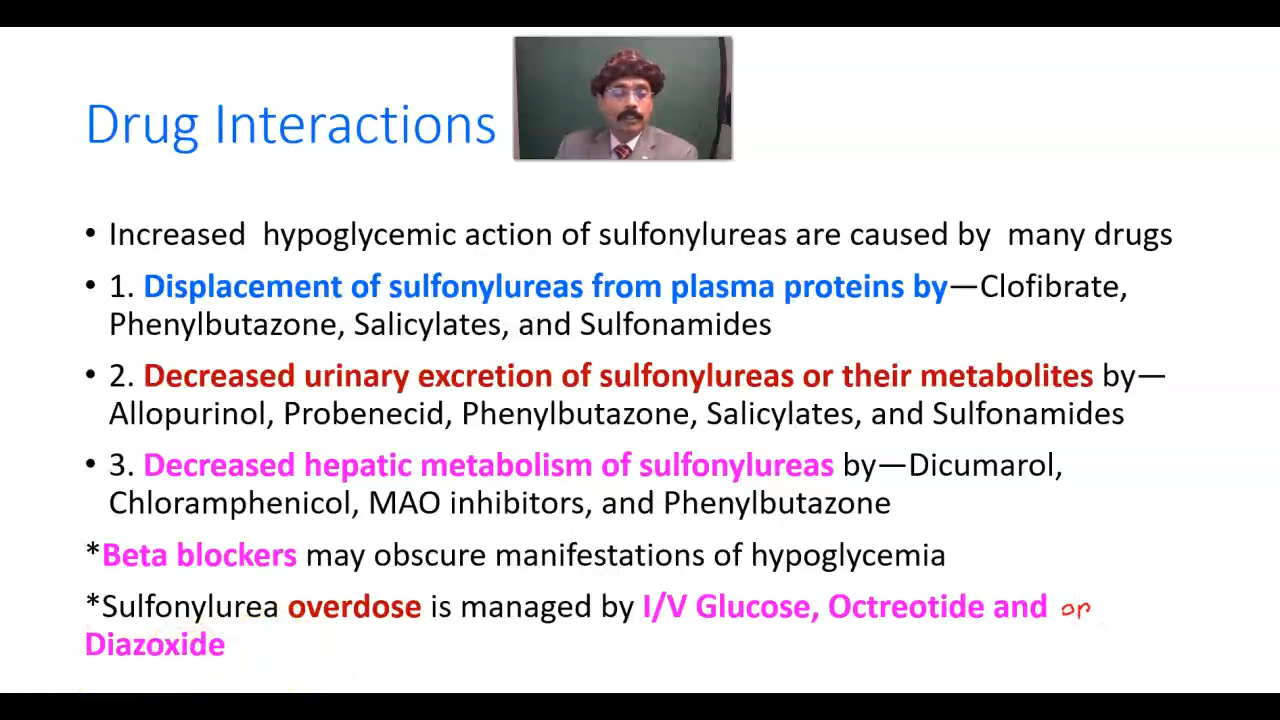 Drug Interactions
• Increased hypoglycemic action of sulfonylureas are caused by many drugs
• 1. Displacement of sulfonylureas from plasma proteins by—Clofibrate,
Phenylbutazone, Salicylates, and Sulfonamides
• 2. Decreased urinary excretion of sulfonylureas or their metabolites by—
Allopurinol, Probenecid, Phenylbutazone, Salicylates, and Sulfonamides
• 3. Decreased hepatic metabolism of sulfonylureas by—Dicumarol,
Chloramphenicol, MAO inhibitors, and Phenylbutazone
*Beta blockers may obscure manifestations of hypoglycemia
*Sulfonylurea overdose is managed by I/V Glucose, Octreotide and or
Diazoxide